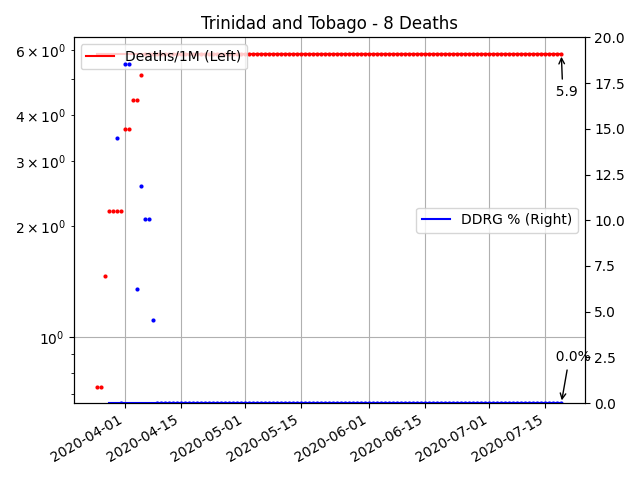 Trinidad and Tobago - 8 Deaths
Deaths/1M (Left)
DDRG % (Right)
5.9
0.0%
6 × 10⁰
4 × 10⁰
3 × 10⁰
2 × 10⁰
10⁰
20.0
17.5
15.0
12.5
10.0
7.5
5.0
2.5
0.0
2020-04-01
2020-04-15
2020-05-01
2020-05-15
2020-06-01
2020-06-15
2020-07-01
2020-07-15